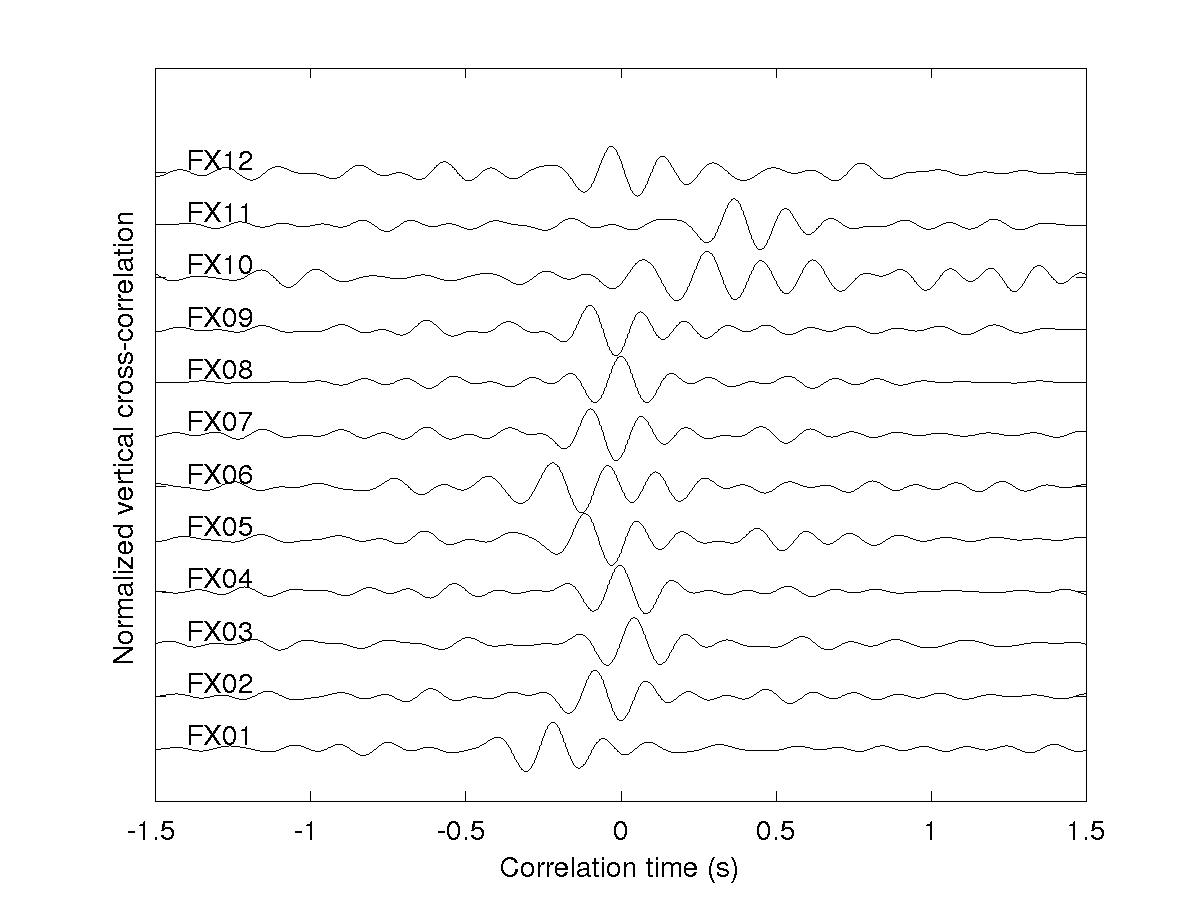 FX12
FX11
FX10
FX09
FX08
FX07
FX06
FX05
FX04
FX03
FX02
FX01
Normalized vertical cross-correlation
-1.5 -1 -0.5 0 0.5 1 1.5
Correlation time (s)